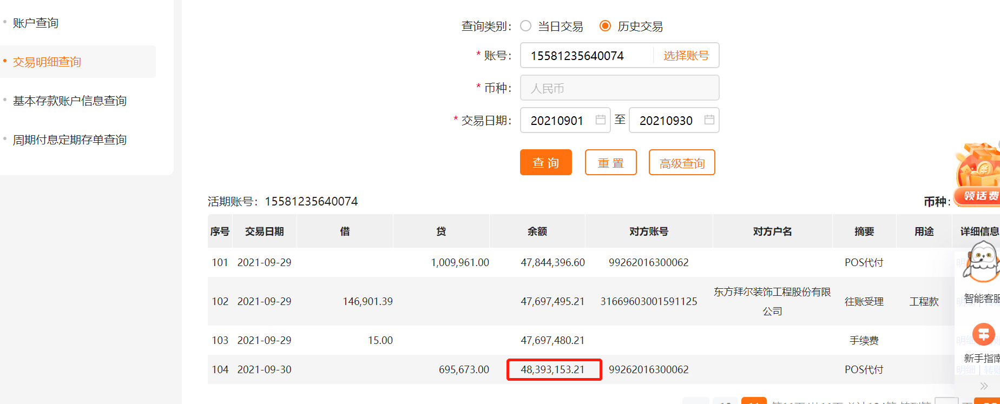 账户查询
交易明细查询
基本存款账户信息查询
周期付息定期存单查询
查询类别： 当日交易 历史交易
* 账号： 15581235640074 选择账号
* 币种： 人民币
* 交易日期： 20210901 至 20210930
查 询 重 置 高级查询
领话费
活期账号：15581235640074 币种：
序号 交易日期 借 贷 余额 对方账号 对方户名 摘要 用途 详细信息
101 2021-09-29 1,009,961.00 47,844,396.60 99262016300062 POS代付
102 2021-09-29 146,901.39 47,697,495.21 31669603001591125 东方拜尔装饰工程股份有限
公司 往账受理 工程款
智能客服
103 2021-09-29 15.00 47,697,480.21 手续费 明细
新手指南
104 2021-09-30 695,673.00 48,393,153.21 99262016300062 POS代付 明细 | 转账